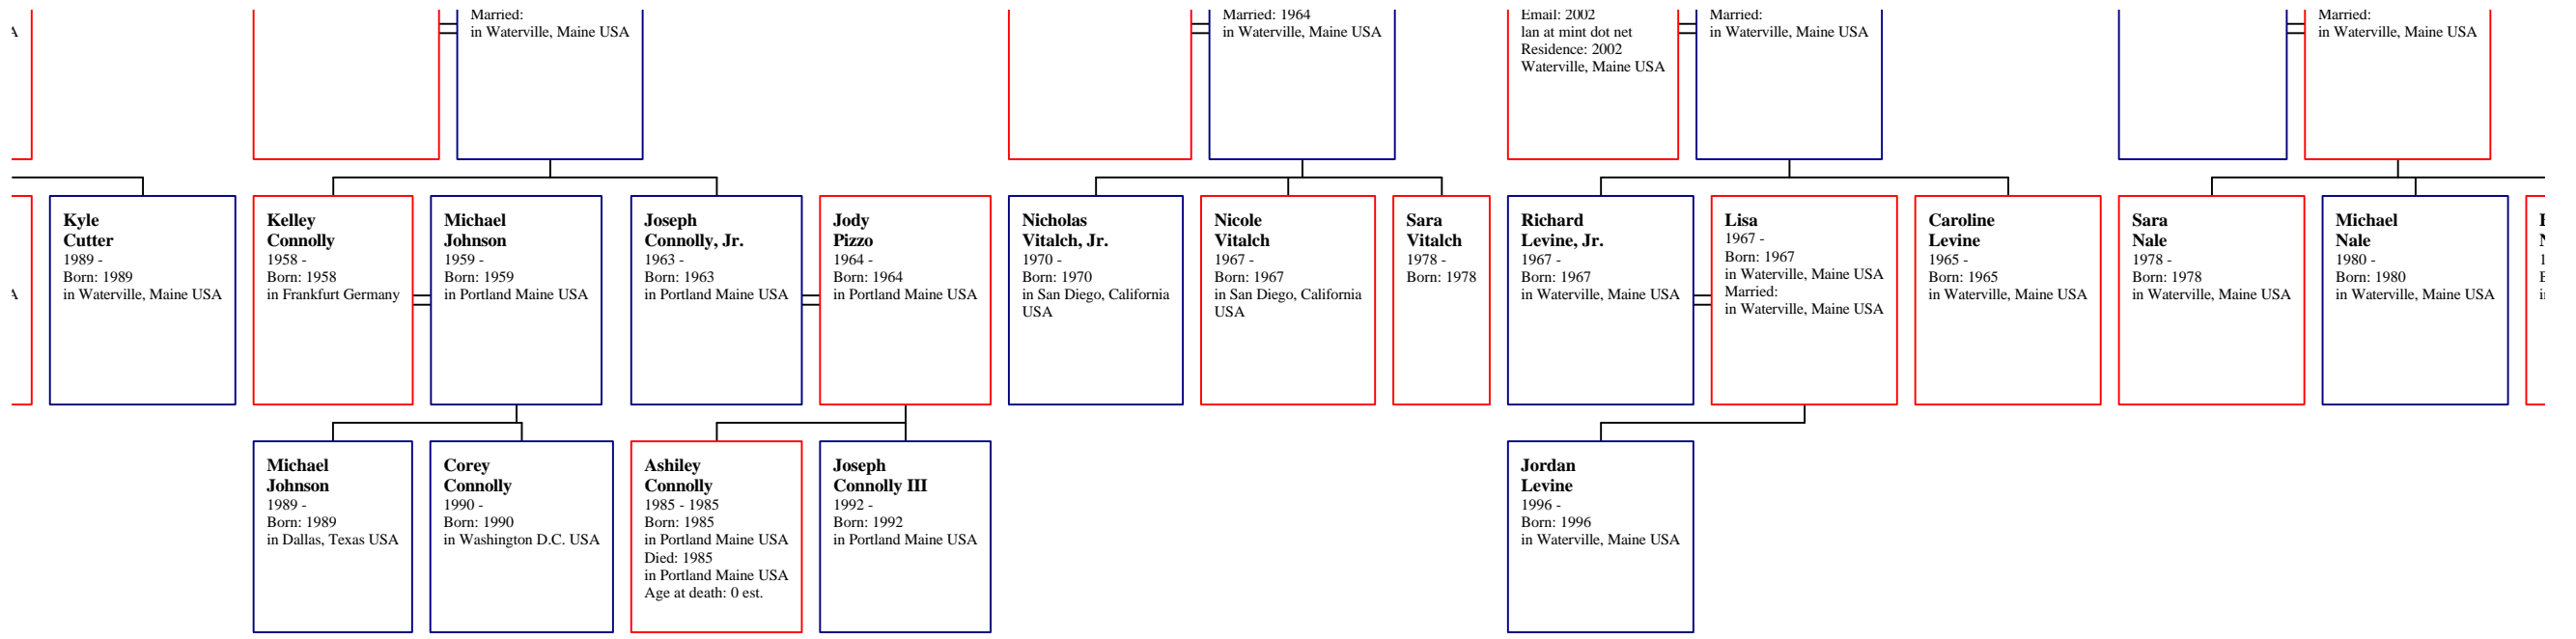 Married:
in Waterville, Maine USA
Married: 1964
in Waterville, Maine USA
Email: 2002
lan at mint dot net
Residence: 2002
Waterville, Maine USA
Married:
in Waterville, Maine USA
Married:
in Waterville, Maine USA
Kyle
Cutter
1989 -
Born: 1989
in Waterville, Maine USA
Kelley
Connolly
1958 -
Born: 1958
in Frankfurt Germany
Michael
Johnson
1959 -
Born: 1959
in Portland Maine USA
Joseph
Connolly, Jr.
1963 -
Born: 1963
in Portland Maine USA
Jody
Pizzo
1964 -
Born: 1964
in Portland Maine USA
Nicholas
Vitalch, Jr.
1970 -
Born: 1970
in San Diego, California
USA
Nicole
Vitalch
1967 -
Born: 1967
in San Diego, California
USA
Sara
Vitalch
1978 -
Born: 1978
Richard
Levine, Jr.
1967 -
Born: 1967
in Waterville, Maine USA
Lisa
1967 -
Born: 1967
in Waterville, Maine USA
Married:
in Waterville, Maine USA
Caroline
Levine
1965 -
Born: 1965
in Waterville, Maine USA
Sara
Nale
1978 -
Born: 1978
in Waterville, Maine USA
Michael
Nale
1980 -
Born: 1980
in Waterville, Maine USA
Michael
Johnson
1989 -
Born: 1989
in Dallas, Texas USA
Corey
Connolly
1990 -
Born: 1990
in Washington D.C. USA
Ashiley
Connolly
1985 - 1985
Born: 1985
in Portland Maine USA
Died: 1985
in Portland Maine USA
Age at death: 0 est.
Joseph
Connolly III
1992 -
Born: 1992
in Portland Maine USA
Jordan
Levine
1996 -
Born: 1996
in Waterville, Maine USA